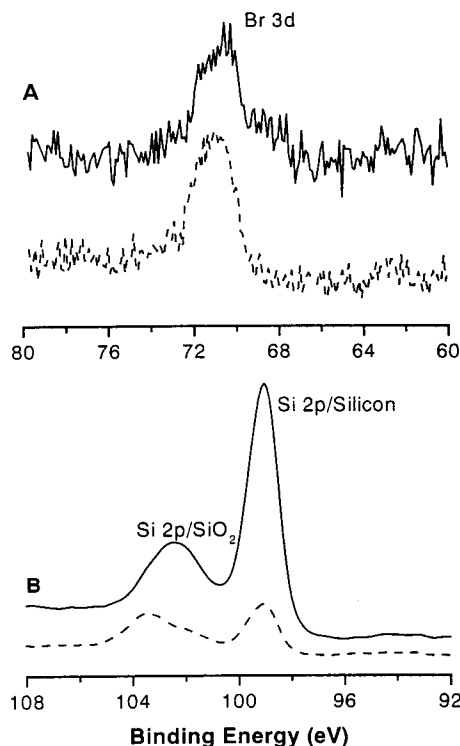 Br 3d
A
80 76 72 68 64 60
Si 2p/Silicon
Si 2p/SiO₂
B
108 104 100 96 92
Binding Energy (eV)